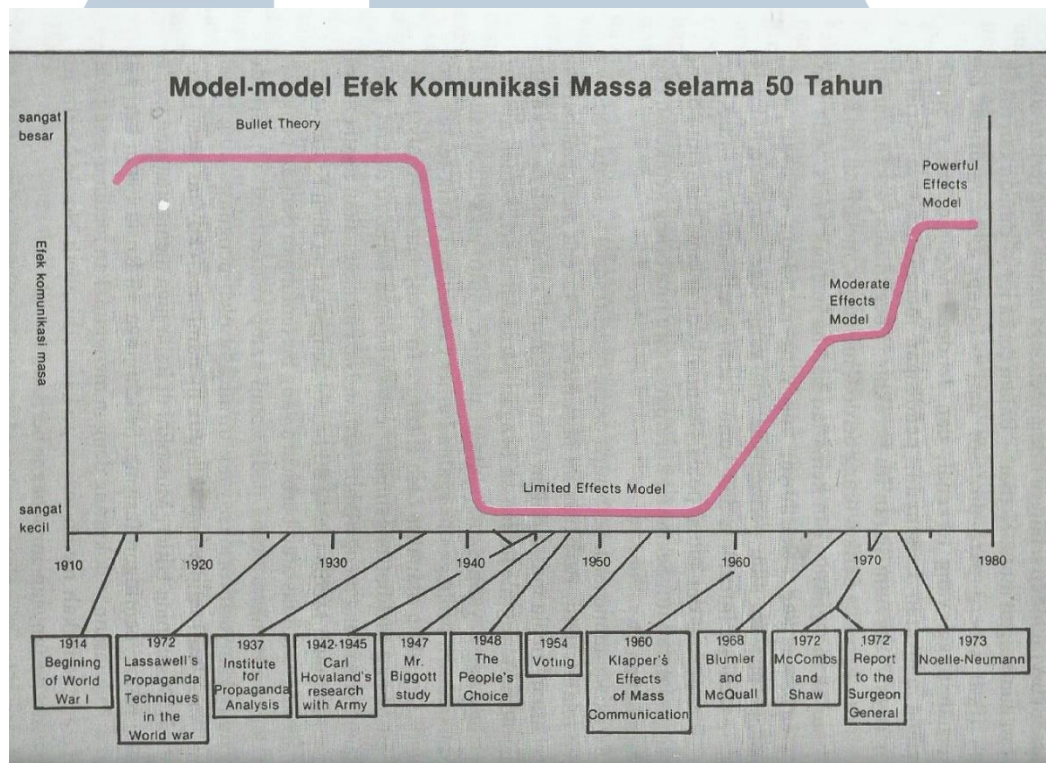 Model-model Efek Komunikasi Massa selama 50 Tahun
sangat
besar
Bullet Theory
Powerful
Effects
Model
Efek komunikasi masa
Moderate
Effects
Model
Limited Effects Model
sangat
kecil
1910
1920
1930
1940
1950
1960
1970
1980
1914
Begining
of World
War I
1972
Lassawell's
Propaganda
Techniques
in the
World war
1937
Institute
for
Propaganda
Analysis
1942-1945
Carl
Hovaland's
research
with Army
1947
Mr.
Biggott
study
1948
The
People's
Choice
1954
Voting
1960
Klapper's
Effects
of Mass
Communication
1968
Blumler
and
McQuall
1972
McCombs
and
Shaw
1972
Report
to the
Surgeon
General
1973
Noelle-Neumann